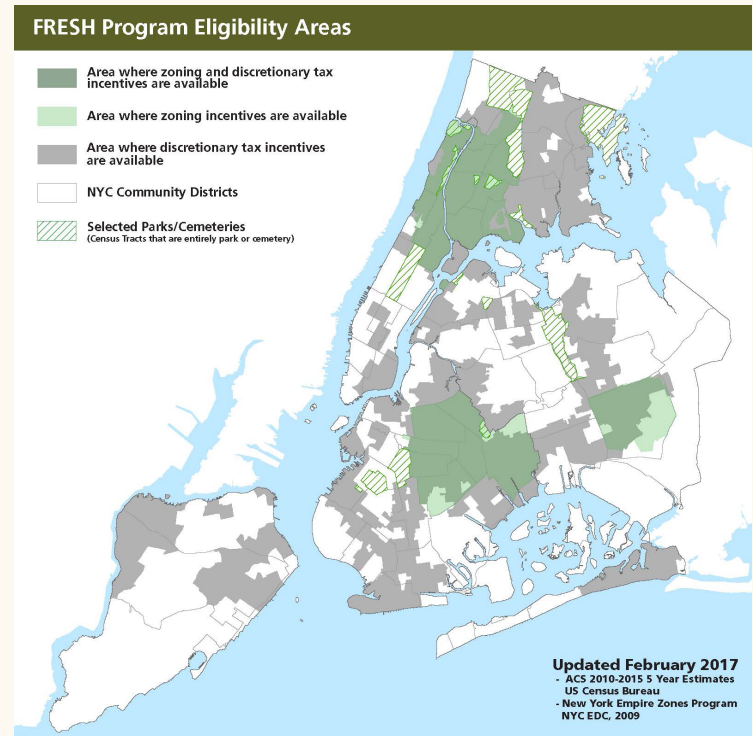 FRESH Program Eligibility Areas
Area where zoning and discretionary tax
incentives are available
Area where zoning incentives are available
Area where discretionary tax incentives
are available
NYC Community Districts
Selected Parks/Cemeteries
(Census Tracts that are entirely park or cemetery)
Updated February 2017
- ACS 2010-2015 5 Year Estimates
US Census Bureau
- New York Empire Zones Program
NYC EDC, 2009